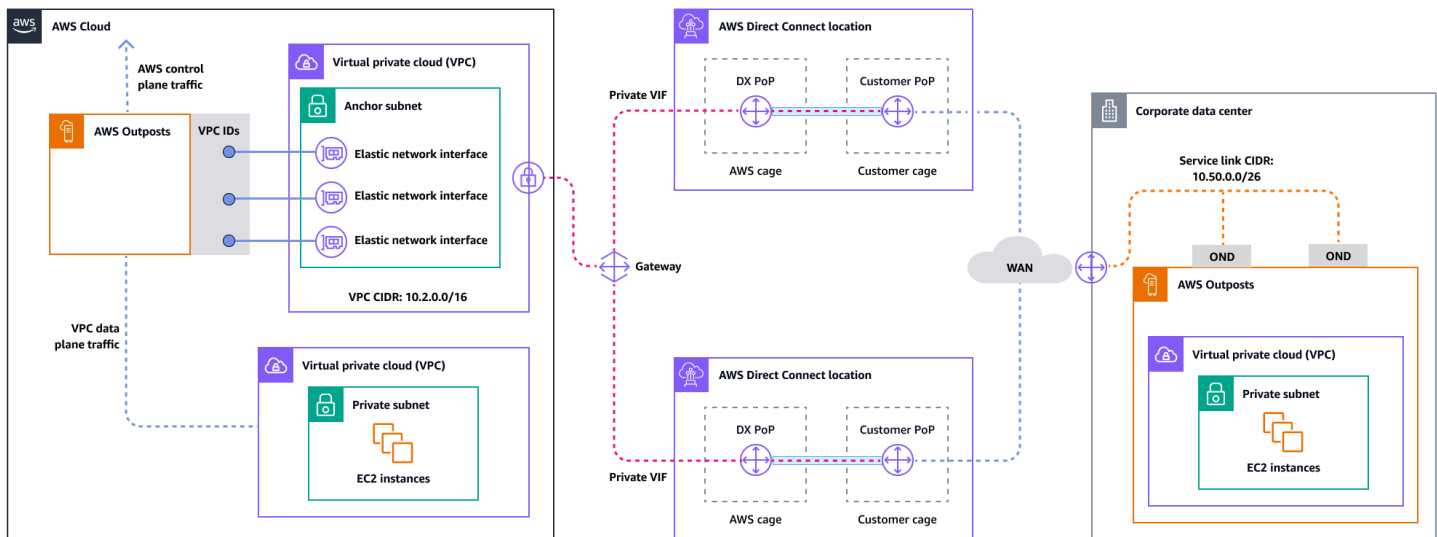 aws
AWS Cloud
AWS control
plane traffic
AWS Outposts
VPC IDs
Virtual private cloud (VPC)
Anchor subnet
Elastic network interface
Elastic network interface
Elastic network interface
VPC CIDR: 10.2.0.0/16
VPC data
plane traffic
Virtual private cloud (VPC)
Private subnet
EC2 instances
Gateway
Private VIF
AWS Direct Connect location
DX PoP
Customer PoP
AWS cage
Customer cage
Private VIF
AWS Direct Connect location
DX PoP
Customer PoP
AWS cage
Customer cage
WAN
Corporate data center
Service link CIDR:
10.50.0.0/26
OND
OND
AWS Outposts
Virtual private cloud (VPC)
Private subnet
EC2 instances